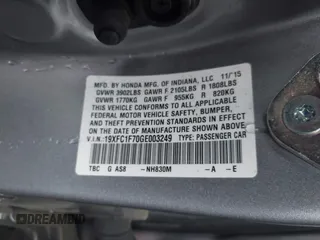 MFD. BY HONDA MFG. OF INDIANA, LLC 11/15
GVWR 3902LBS GAWR F 2105LBS R 1808LBS
GVWR 1770KG GAWR F 955KG R 820KG
THIS VEHICLE CONFORMS TO ALL APPLICABLE
FEDERAL MOTOR VEHICLE SAFETY, BUMPER,
AND THEFT PREVENTION STANDARDS IN
EFFECT ON THE DATE OF MANUFACTURE
SHOWN ABOVE.
V.I.N. 19XFC1F70GE003249 TYPE: PASSENGER CAR
TBC G ASK -NH830M -A -E
DREAMBID